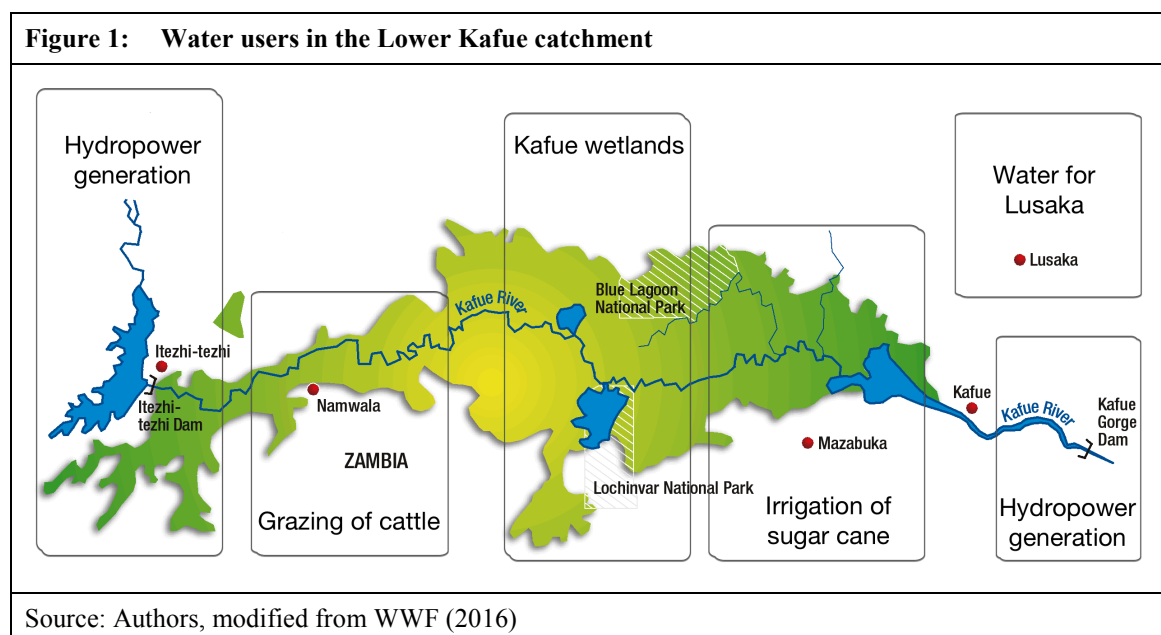 Figure 1: Water users in the Lower Kafue catchment
Hydropower
generation
Kafue wetlands
Water for
Lusaka
Lusaka
Kafue River
Blue Lagoon
National Park
Itezhi-tezhi
Itezhi-
tezhi Dam
Namwala
ZAMBIA
Grazing of cattle
Lochinvar National Park
Mazabuka
Irrigation of
sugar cane
Kafue
Kafue River
Kafue
Gorge
Dam
Hydropower
generation
Source: Authors, modified from WWF (2016)